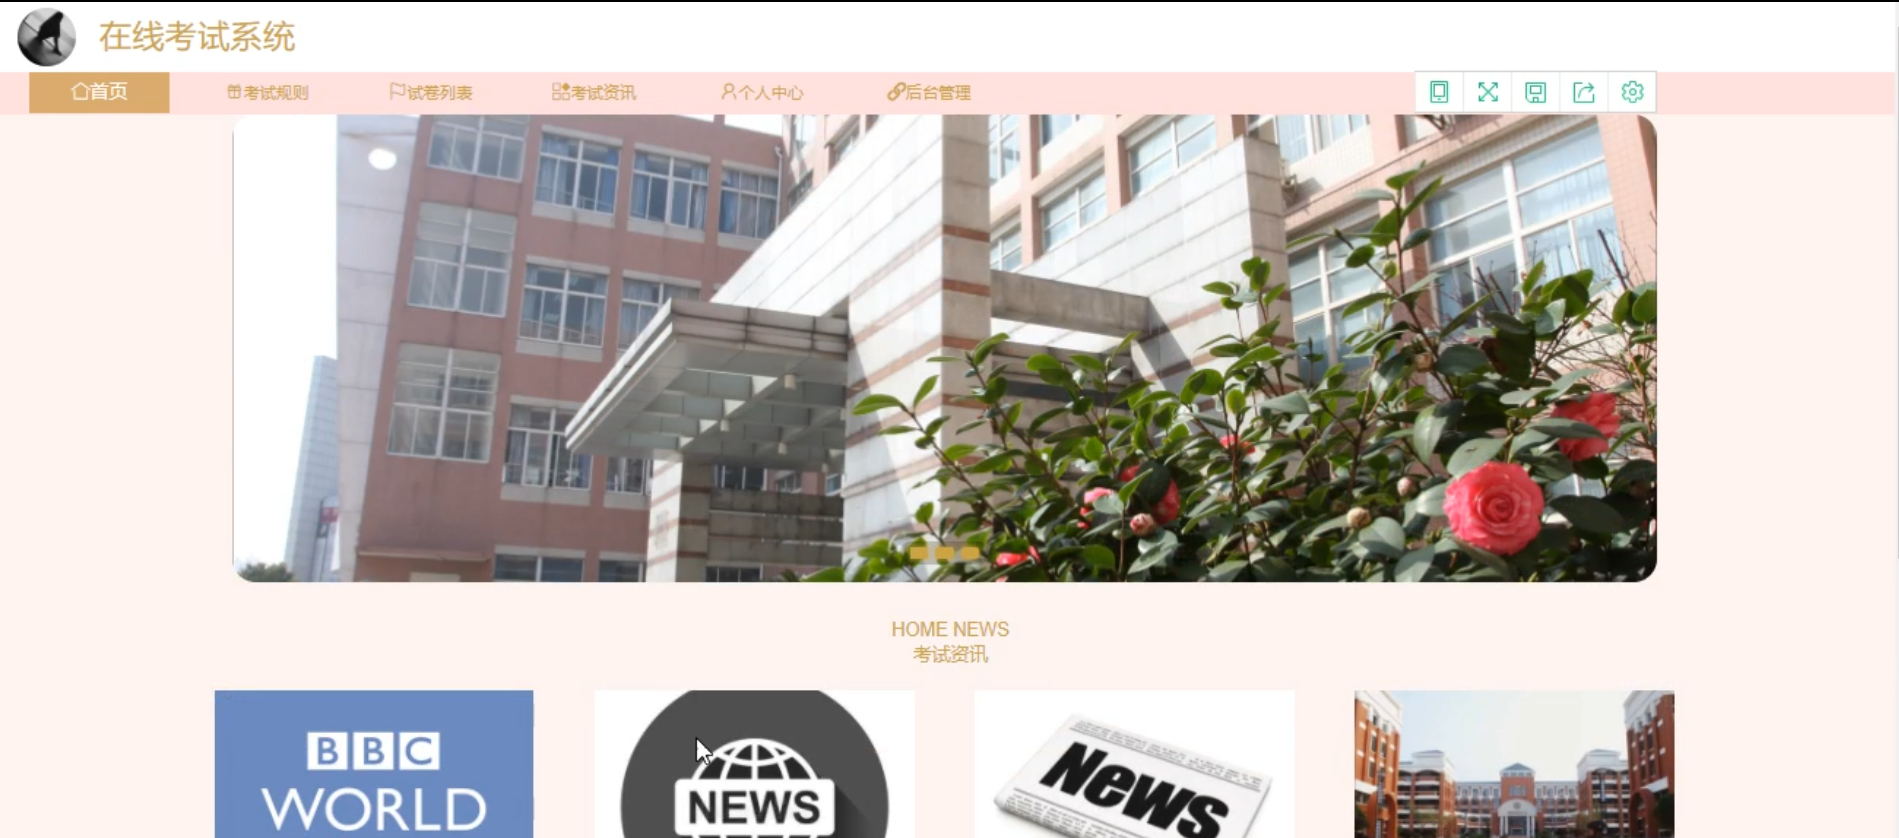 在线考试系统
首页
考试规则
试卷列表
考试资讯
个人中心
后台管理
HOME NEWS
考试资讯
BBC
WORLD
NEWS
News